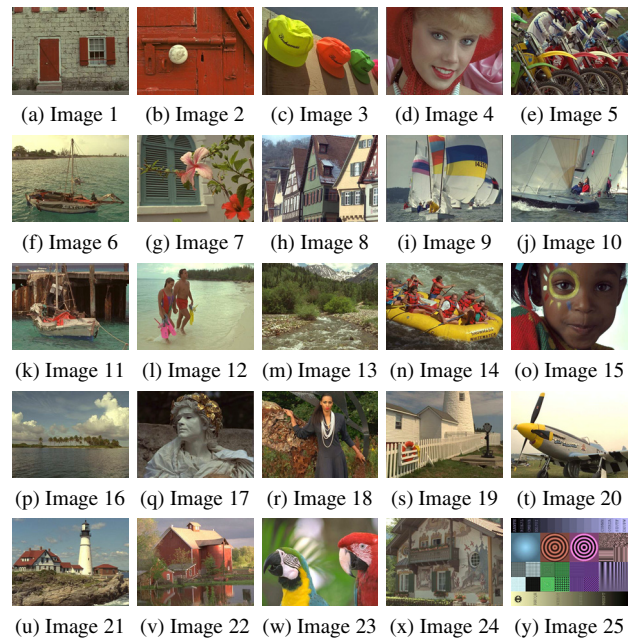 (a) Image 1
(b) Image 2
(c) Image 3
(d) Image 4
(e) Image 5
(f) Image 6
(g) Image 7
(h) Image 8
(i) Image 9
(j) Image 10
(k) Image 11
(l) Image 12
(m) Image 13
(n) Image 14
(o) Image 15
(p) Image 16
(q) Image 17
(r) Image 18
(s) Image 19
(t) Image 20
(u) Image 21
(v) Image 22
(w) Image 23
(x) Image 24
(y) Image 25